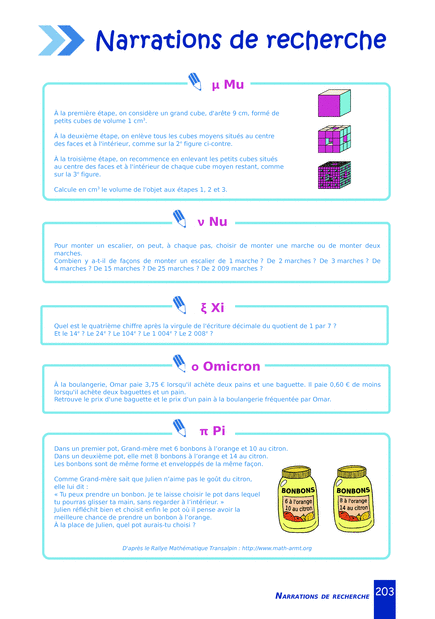 Narrations de recherche
μ Mu
À la première étape, on considère un grand cube, d'arête 9 cm, formé de
petits cubes de volume 1 cm³.
À la deuxième étape, on enlève tous les cubes moyens situés au centre
des faces et à l'intérieur, comme sur la 2ᵉ figure ci-contre.
À la troisième étape, on recommence en enlevant les petits cubes situés
au centre des faces et à l'intérieur de chaque cube moyen restant, comme
sur la 3ᵉ figure.
Calcule en cm³ le volume de l'objet aux étapes 1, 2 et 3.
ν Nu
Pour monter un escalier, on peut, à chaque pas, choisir de monter une marche ou de monter deux
marches.
Combien y a-t-il de façons de monter un escalier de 1 marche ? De 2 marches ? De 3 marches ? De
4 marches ? De 15 marches ? De 25 marches ? De 2 009 marches ?
ξ Xi
Quel est le quatrième chiffre après la virgule de l'écriture décimale du quotient de 1 par 7 ?
Et le 14ᵉ ? Le 24ᵉ ? Le 104ᵉ ? Le 1 004ᵉ ? Le 2 008ᵉ ?
ο Omicron
À la boulangerie, Omar paie 3,75 € lorsqu'il achète deux pains et une baguette. Il paie 0,60 € de moins
lorsqu'il achète deux baguettes et un pain.
Retrouve le prix d'une baguette et le prix d'un pain à la boulangerie fréquentée par Omar.
π Pi
Dans un premier pot, Grand-mère met 6 bonbons à l'orange et 10 au citron.
Dans un deuxième pot, elle met 8 bonbons à l'orange et 14 au citron.
Les bonbons sont de même forme et enveloppés de la même façon.
Comme Grand-mère sait que Julien n'aime pas le goût du citron,
elle lui dit :
« Tu peux prendre un bonbon. Je te laisse choisir le pot dans lequel
tu pourras glisser ta main, sans regarder à l'intérieur. »
Julien réfléchit bien et choisit enfin le pot où il pense avoir la
meilleure chance de prendre un bonbon à l'orange.
À la place de Julien, quel pot aurais-tu choisi ?
BONBONS
6 à l'orange
10 au citron
BONBONS
8 à l'orange
14 au citron
D'après le Rallye Mathématique Transalpin : http://www.math-armt.org
Narrations de recherche
203